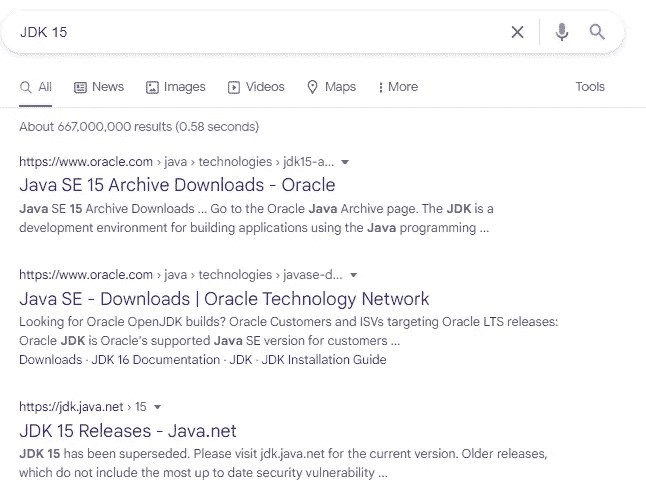 JDK 15
All News Images Videos Maps More Tools
About 667,000,000 results (0.58 seconds)
https://www.oracle.com › java › technologies › jdk15-a...
Java SE 15 Archive Downloads - Oracle
Java SE 15 Archive Downloads ... Go to the Oracle Java Archive page. The JDK is a
development environment for building applications using the Java programming ...
https://www.oracle.com › java › technologies › javase-d...
Java SE - Downloads | Oracle Technology Network
Looking for Oracle OpenJDK builds? Oracle Customers and ISVs targeting Oracle LTS releases:
Oracle JDK is Oracle's supported Java SE version for customers ...
Downloads · JDK 16 Documentation · JDK · JDK Installation Guide
https://jdk.java.net › 15
JDK 15 Releases - Java.net
JDK 15 has been superseded. Please visit jdk.java.net for the current version. Older releases,
which do not include the most up to date security vulnerability ...